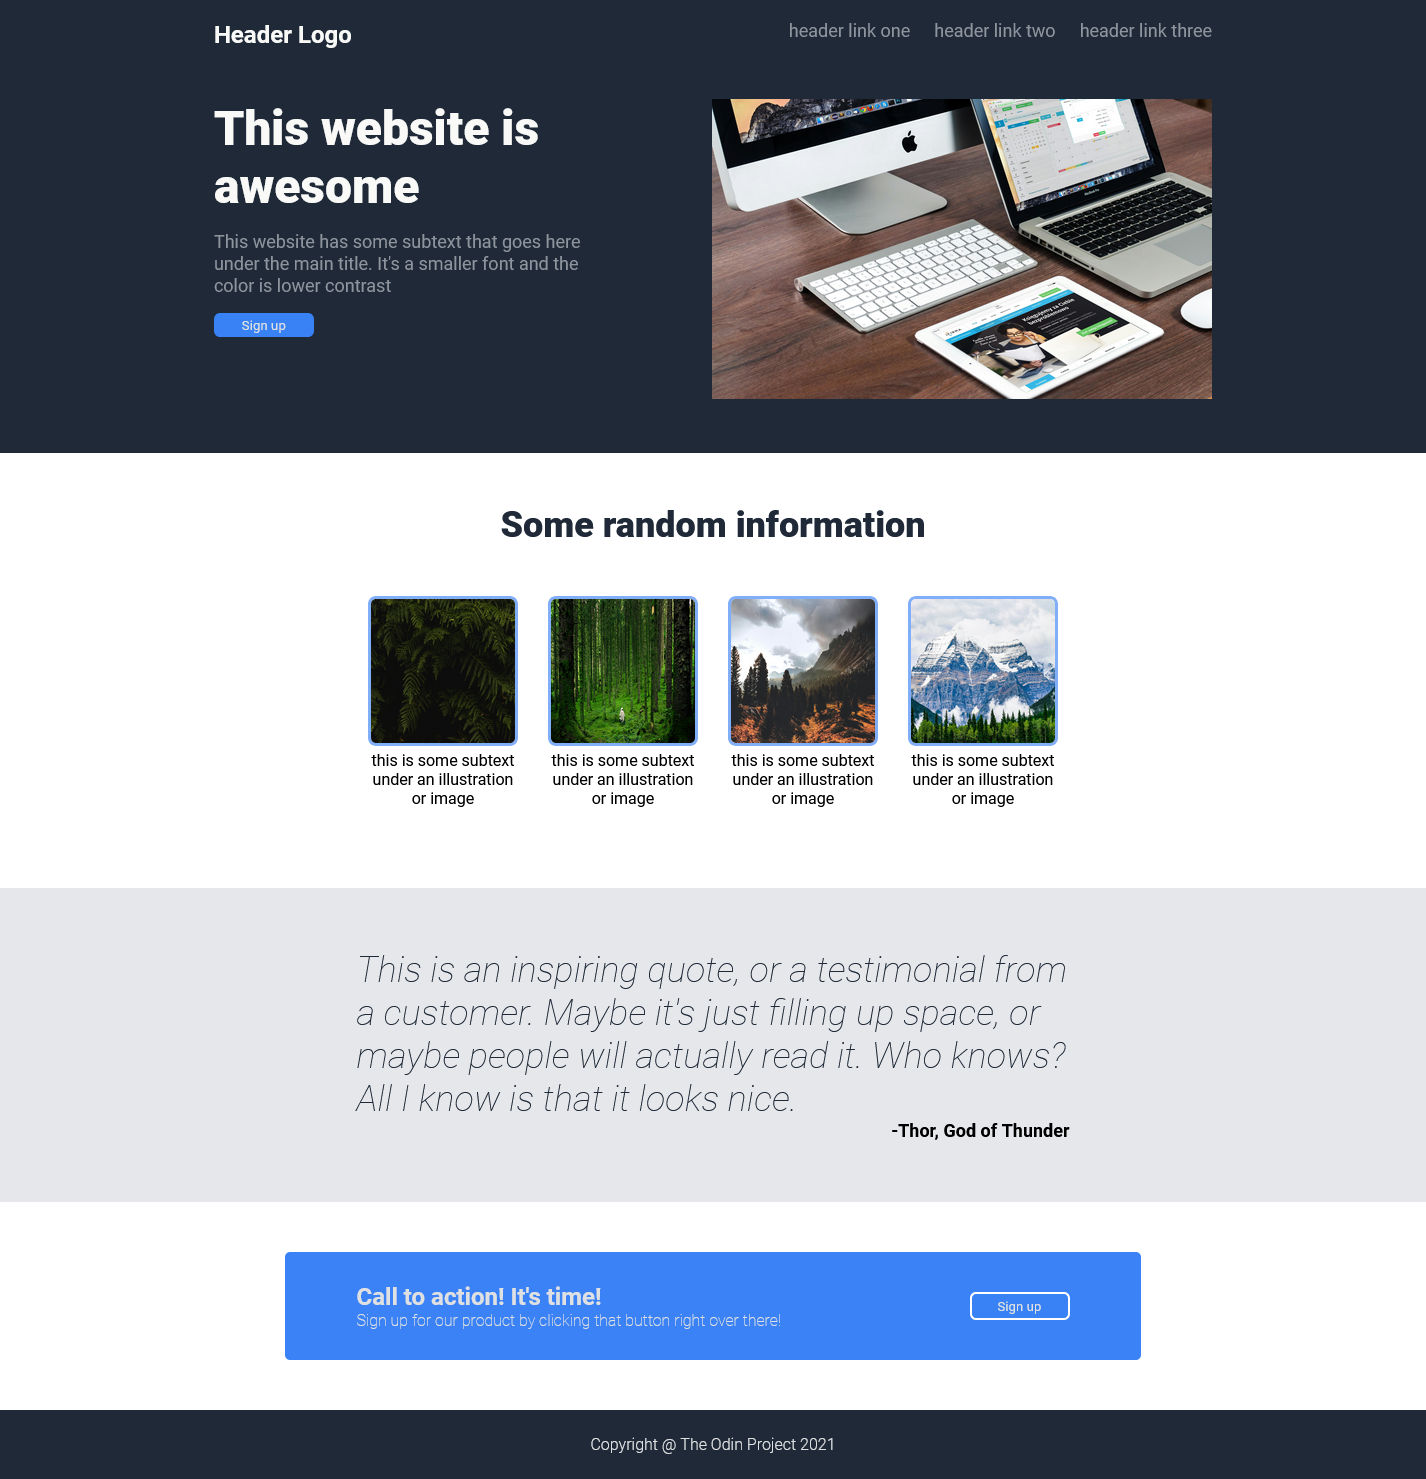 Header Logo
header link one header link two header link three
This website is
awesome
This website has some subtext that goes here
under the main title. It's a smaller font and the
color is lower contrast
Sign up
Some random information
this is some subtext
under an illustration
or image
this is some subtext
under an illustration
or image
this is some subtext
under an illustration
or image
this is some subtext
under an illustration
or image
This is an inspiring quote, or a testimonial from
a customer. Maybe it's just filling up space, or
maybe people will actually read it. Who knows?
All I know is that it looks nice.
-Thor, God of Thunder
Call to action! It's time!
Sign up for our product by clicking that button right over there!
Sign up
Copyright @ The Odin Project 2021